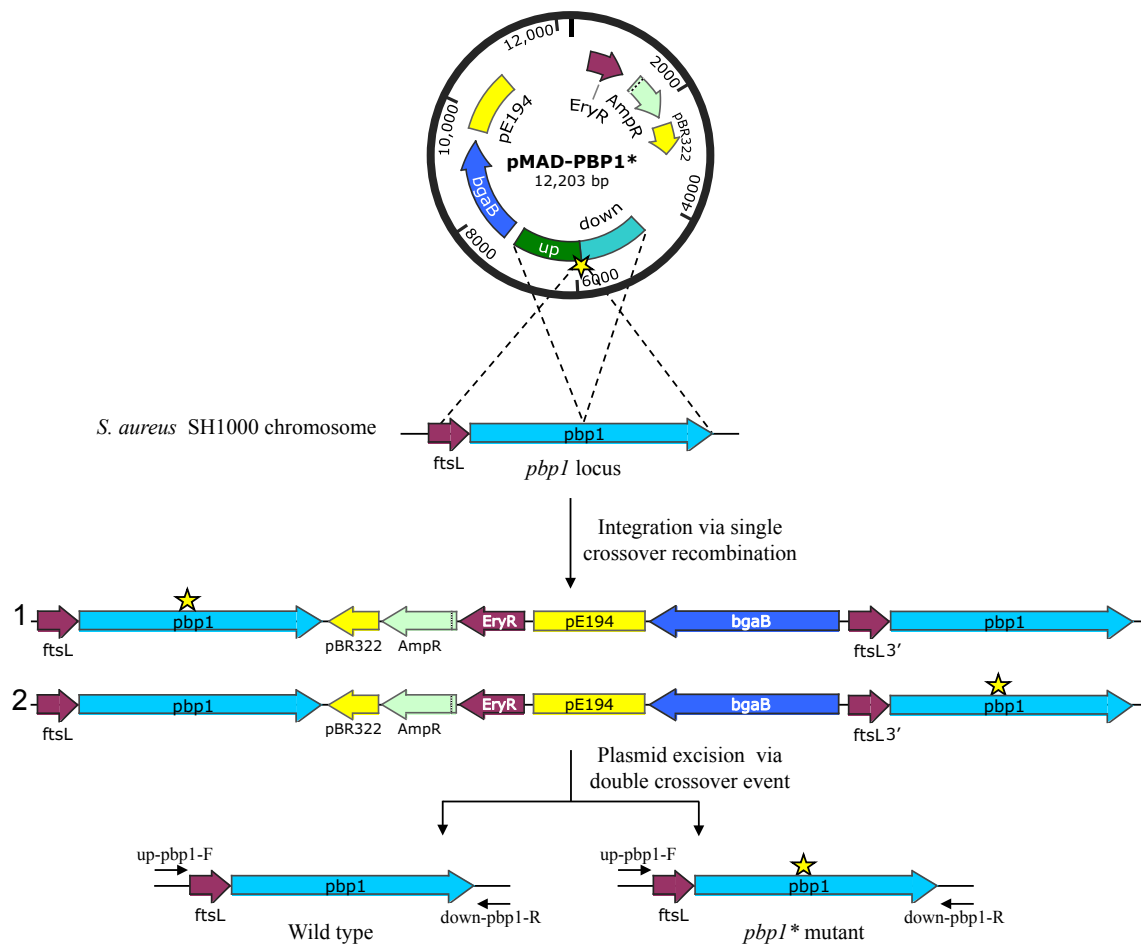 12,000
2000
10,000
4000
8000
6000
pE194
EryR
AmpR
pBR322
pMAD-PBP1*
12,203 bp
bgaB
up
down
S. aureus SH1000 chromosome
pbp1
ftsL
pbp1 locus
Integration via single
crossover recombination
1
pbp1
EryR
pE194
bgaB
pbp1
ftsL
pBR322
AmpR
ftsL3′
2
pbp1
EryR
pE194
bgaB
pbp1
ftsL
pBR322
AmpR
ftsL3′
Plasmid excision via
double crossover event
up-pbp1-F
pbp1
ftsL
down-pbp1-R
Wild type
up-pbp1-F
pbp1
ftsL
down-pbp1-R
pbp1* mutant